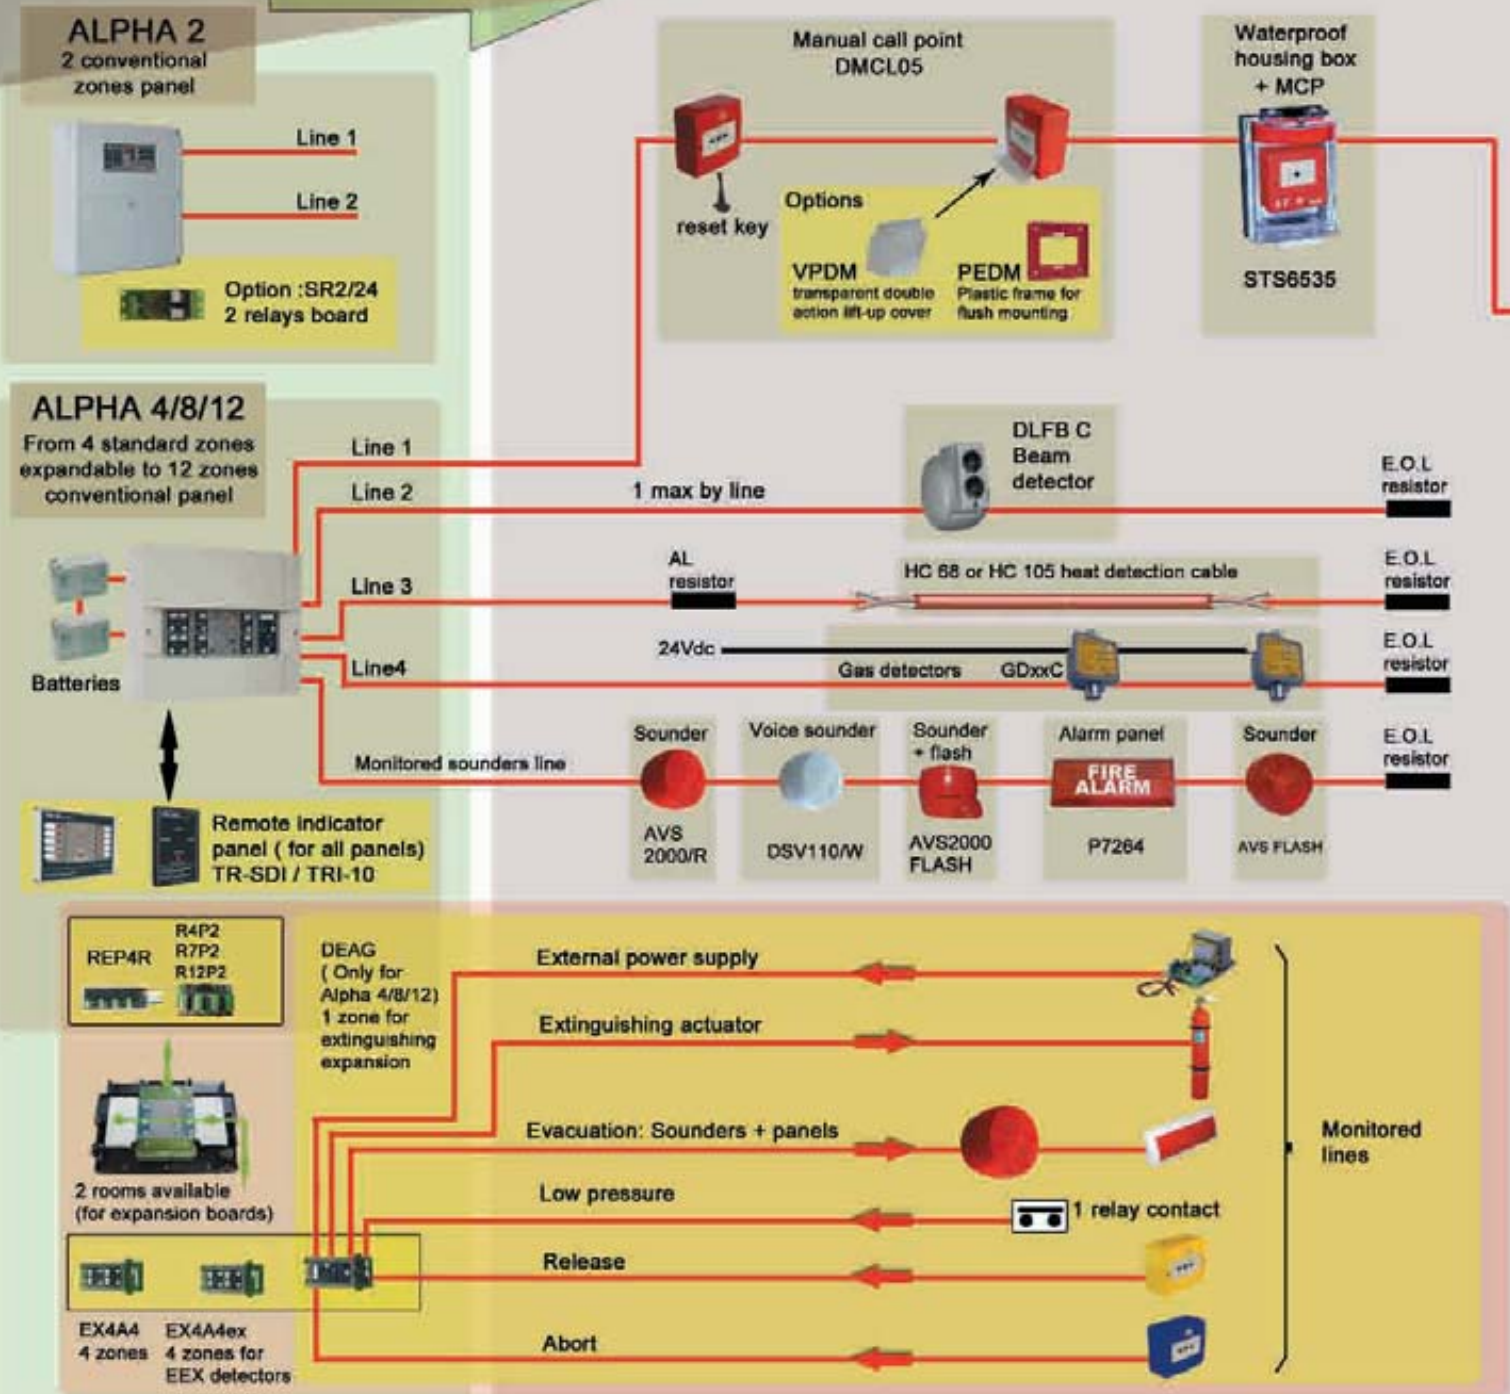 ALPHA 2
2 conventional
zones panel
Line 1
Line 2
Option :SR2/24
2 relays board
Manual call point
DMCL05
reset key
Options
VPDM
transparent double
action lift-up cover
PEDM
Plastic frame for
flush mounting
Waterproof
housing box
+ MCP
STS6535
ALPHA 4/8/12
From 4 standard zones
expandable to 12 zones
conventional panel
Batteries
Line 1
Line 2
Line 3
Line4
Monitored sounders line
1 max by line
DLFB C
Beam
detector
E.O.L
resistor
AL
resistor
HC 68 or HC 105 heat detection cable
E.O.L
resistor
24Vdc
Gas detectors
GDxxC
E.O.L
resistor
Sounder
AVS
2000/R
Voice sounder
DSV110/W
Sounder
+ flash
AVS2000
FLASH
Alarm panel
FIRE
ALARM
P7264
Sounder
AVS FLASH
E.O.L
resistor
Remote indicator
panel ( for all panels)
TR-SDI / TRI-10
REP4R
R4P2
R7P2
R12P2
2 rooms available
(for expansion boards)
EX4A4
4 zones
EX4A4ex
4 zones for
EEX detectors
DEAG
( Only for
Alpha 4/8/12)
1 zone for
extinguishing
expansion
External power supply
Extinguishing actuator
Evacuation: Sounders + panels
Low pressure
1 relay contact
Release
Abort
Monitored
lines